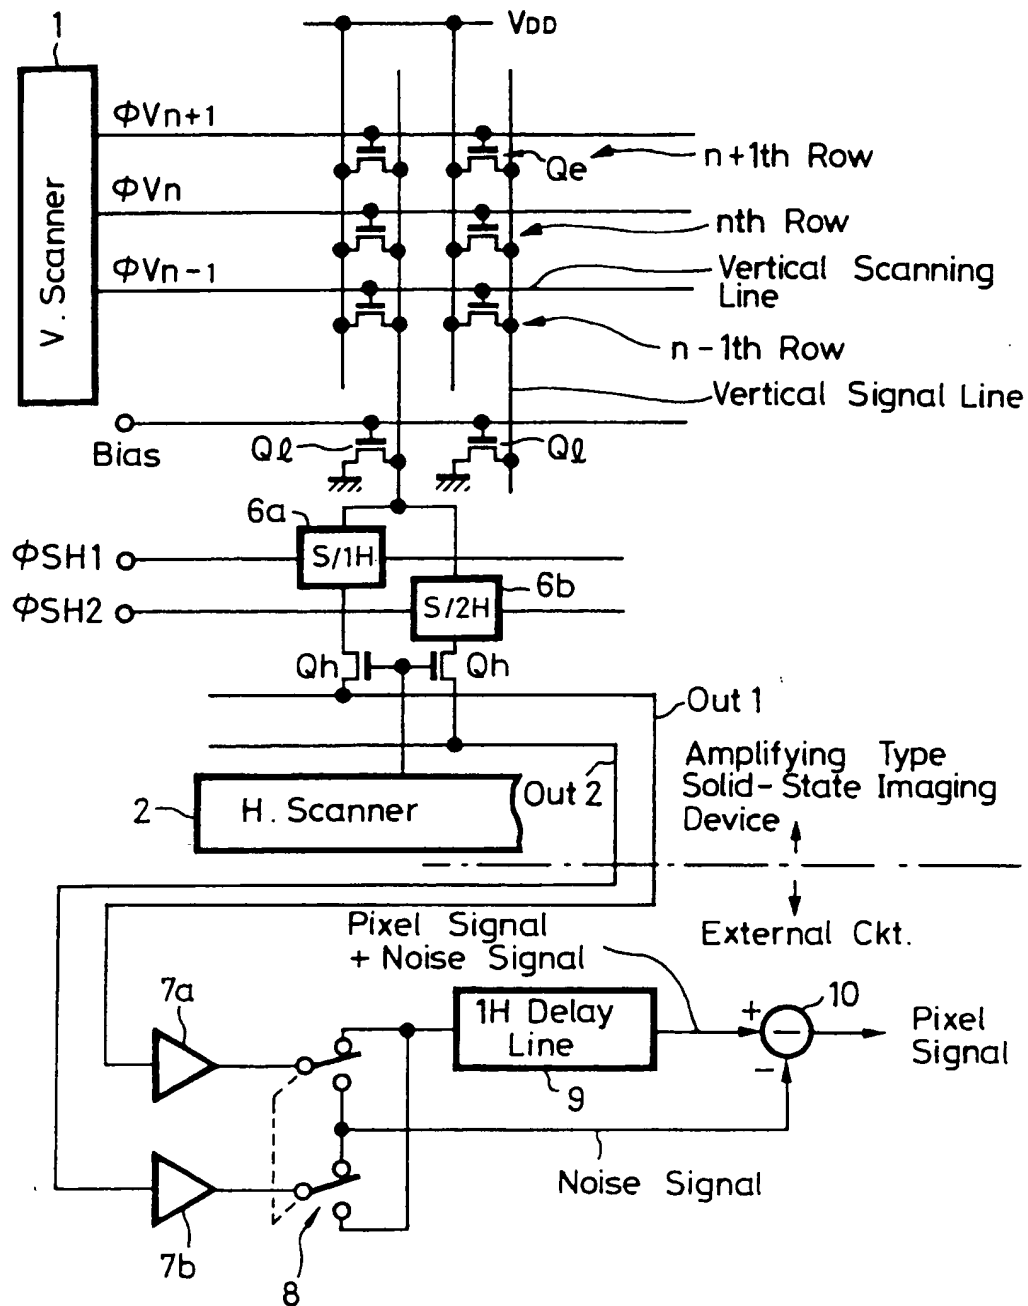 1
VDD
V. Scanner
ΦVn+1
Qe
n+1th Row
ΦVn
nth Row
ΦVn-1
Vertical Scanning
Line
n-1th Row
Vertical Signal Line
Bias
Qℓ
Qℓ
6a
ΦSH1
S/1H
6b
ΦSH2
S/2H
Qh
Qh
Out 1
Amplifying Type
Solid-State Imaging
Device
2
H. Scanner
Out 2
External Ckt.
Pixel Signal
+ Noise Signal
7a
1H Delay
Line
9
+
-
-
10
Pixel
Signal
Noise Signal
7b
8